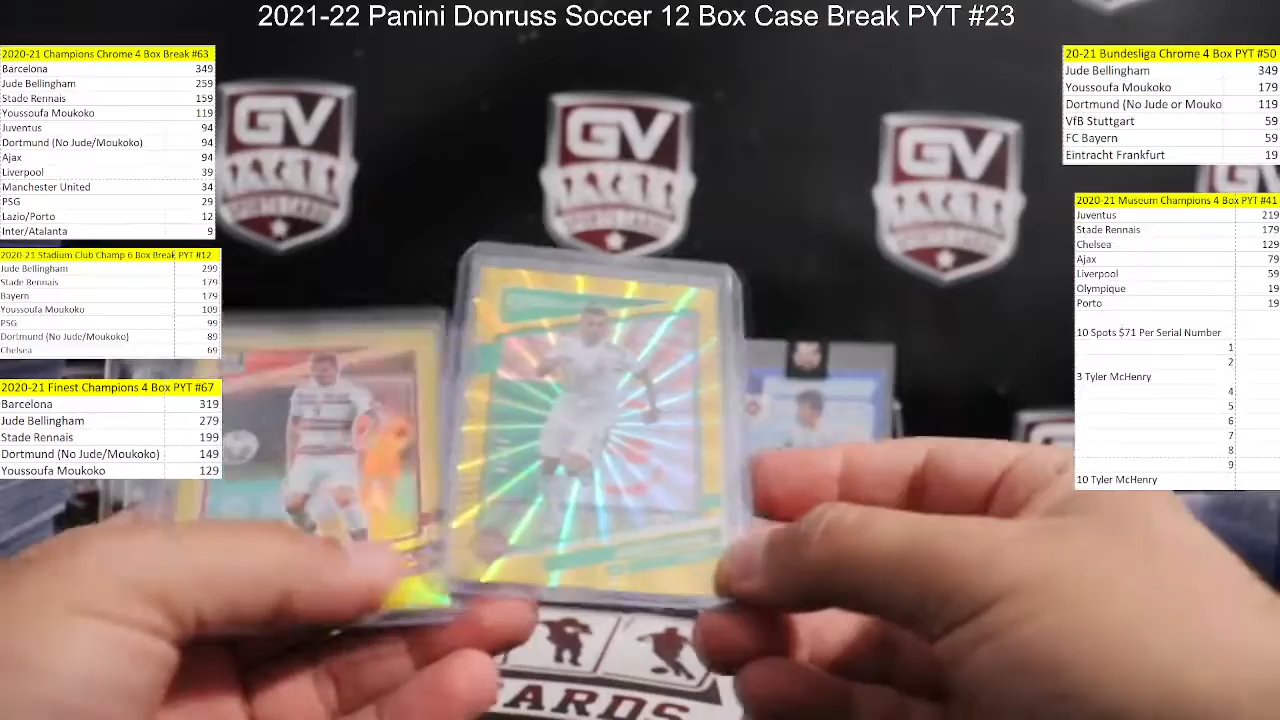 2021-22 Panini Donruss Soccer 12 Box Case Break PYT #23
2020-21 Champions Chrome 4 Box Break #63
Barcelona 349
Jude Bellingham 259
Stade Rennais 159
Youssoufa Moukoko 119
Juventus 94
Dortmund (No Jude/Moukoko) 94
Ajax 94
Liverpool 39
Manchester United 34
PSG 29
Lazio/Porto 12
Inter/Atalanta 9
2020-21 Stadium Club Champ 6 Box Break PYT #12
Jude Bellingham 299
Stade Rennais 179
Bayern 179
Youssoufa Moukoko 109
PSG 99
Dortmund (No Jude/Moukoko) 89
Chelsea 69
2020-21 Finest Champions 4 Box PYT #67
Barcelona 319
Jude Bellingham 279
Stade Rennais 199
Dortmund (No Jude/Moukoko) 149
Youssoufa Moukoko 129
20-21 Bundesliga Chrome 4 Box PYT #50
Jude Bellingham 349
Youssoufa Moukoko 179
Dortmund (No Jude or Mouko 119
VfB Stuttgart 59
FC Bayern 59
Eintracht Frankfurt 19
2020-21 Museum Champions 4 Box PYT #41
Juventus 219
Stade Rennais 179
Chelsea 129
Ajax 79
Liverpool 59
Olympique 19
Porto 19
10 Spots $71 Per Serial Number
1
2
3 Tyler McHenry
4
5
6
7
8
9
10 Tyler McHenry
GV
GV
GV